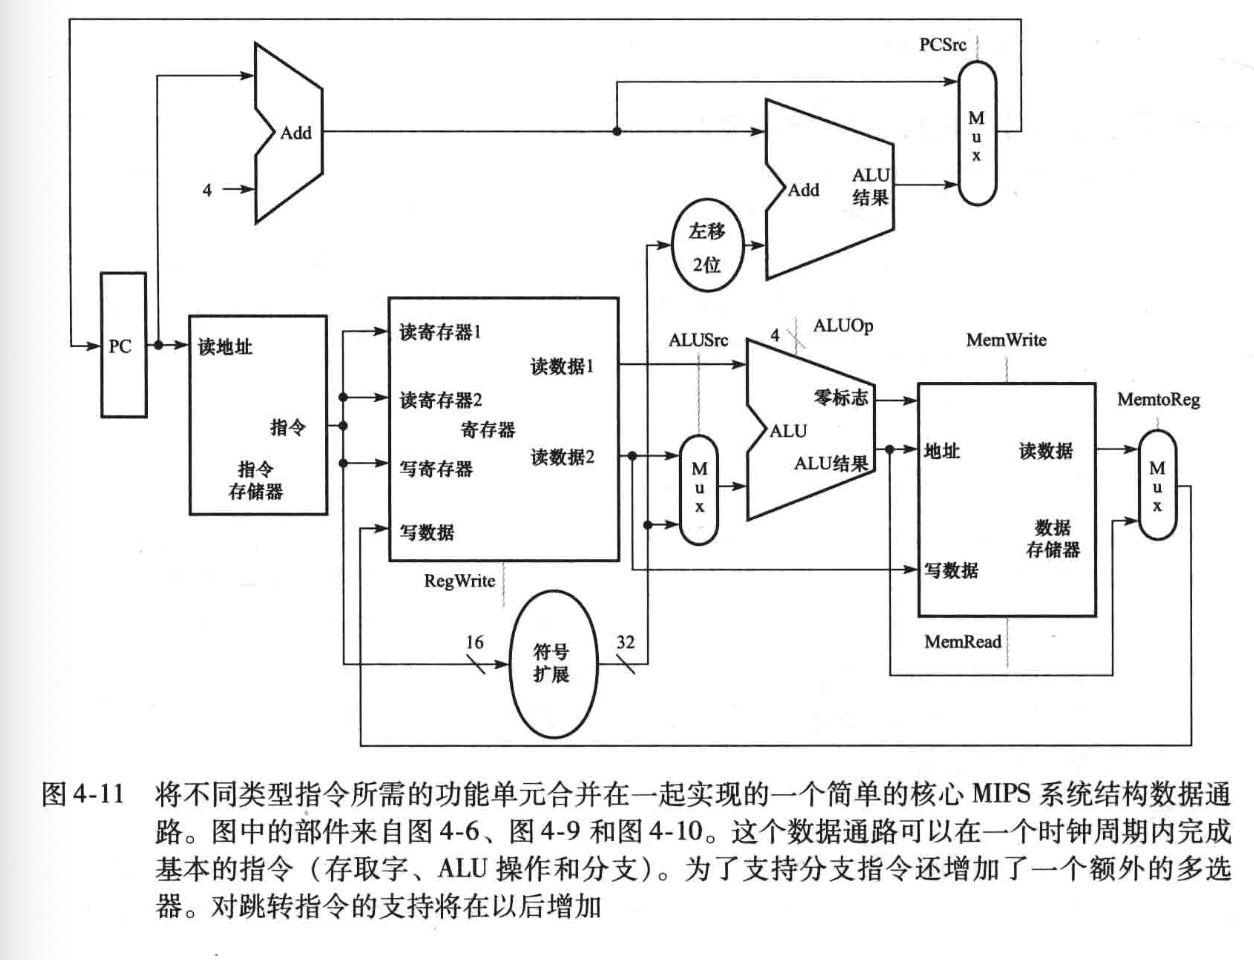 PCSrc
Add
4
Mux
Add
ALU
结果
左移
2位
PC
读地址
指令
指令
存储器
读寄存器1
读寄存器2
寄存器
写寄存器
写数据
读数据1
读数据2
RegWrite
ALUSrc
Mux
4
ALUOp
零标志
ALU
ALU结果
MemWrite
地址
读数据
数据
存储器
写数据
MemRead
MemtoReg
Mux
16
符号
扩展
32
图4-11 将不同类型指令所需的功能单元合并在一起实现的一个简单的核心 MIPS 系统结构数据通
路。图中的部件来自图 4-6、图 4-9 和图 4-10。这个数据通路可以在一个时钟周期内完成
基本的指令（存取字、ALU 操作和分支）。为了支持分支指令还增加了一个额外的多选
器。对跳转指令的支持将在以后增加